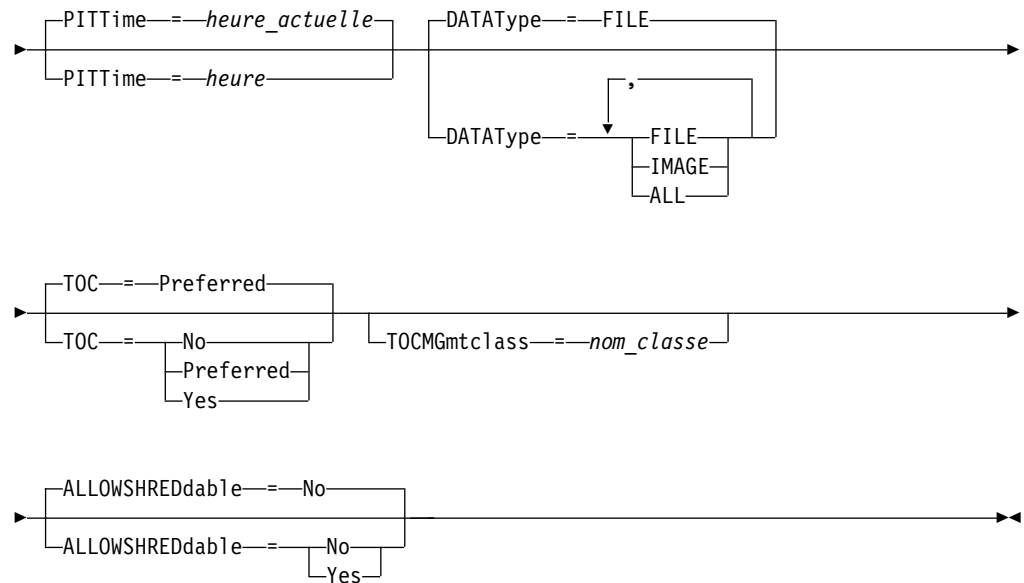 PITTime = heure_actuelle DATAType = FILE
PITTime = heure ,
DATAType = FILE
IMAGE
ALL
TOC = Preferred
TOC = No TOCMGmtclass = nom_classe
Preferred
Yes
ALLOWSHREDdable = No
ALLOWSHREDdable = No
Yes